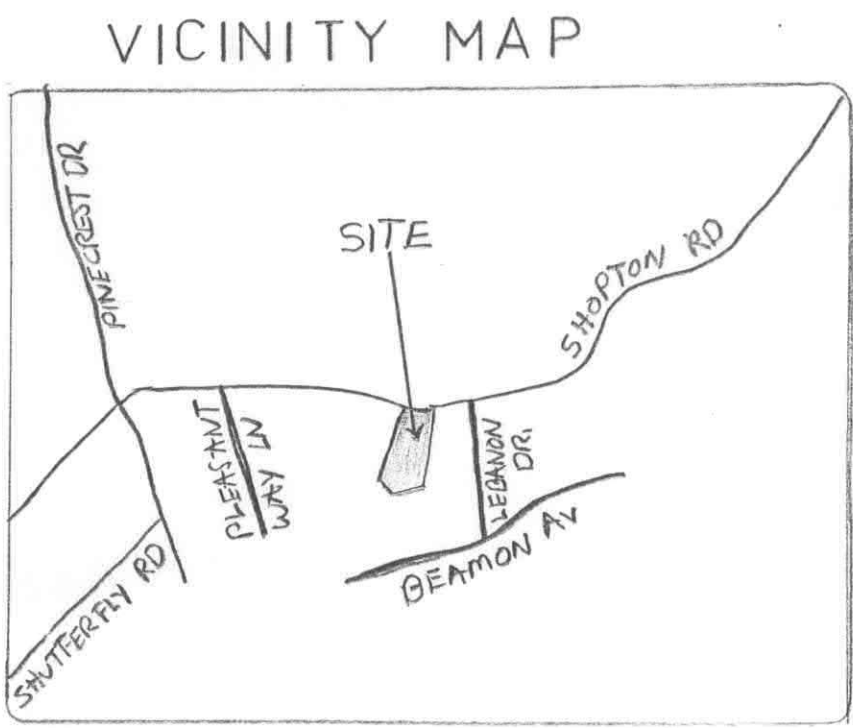 VICINITY MAP
PINECREST DR
SITE
SHOPTON RD
PLEASANT
WAY LN
LEBANON
DR.
BEAMON AV
SHUTTERFLY RD